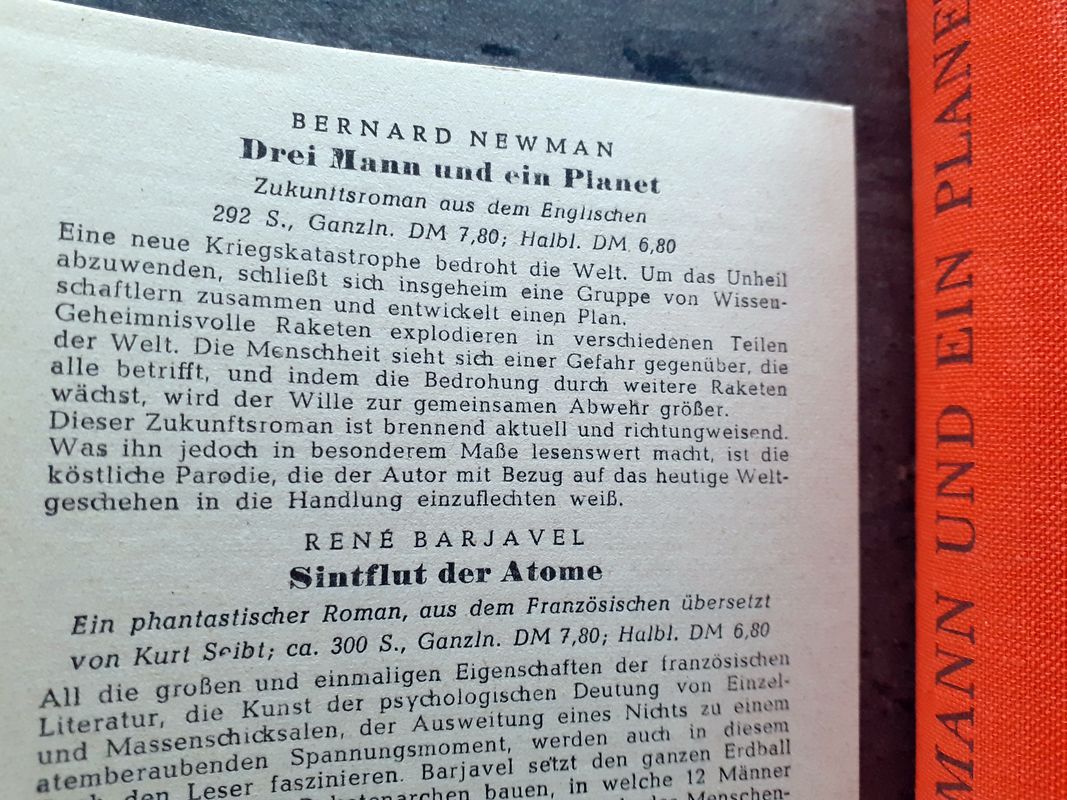 BERNARD NEWMAN
Drei Mann und ein Planet
Zukunftsroman aus dem Englischen
292 S., Ganzln. DM 7,80; Halbl. DM 6,80
Eine neue Kriegskatastrophe bedroht die Welt. Um das Unheil
abzuwenden, schließt sich insgeheim eine Gruppe von Wissen-
schaftlern zusammen und entwickelt einen Plan.
Geheimnisvolle Raketen explodieren in verschiedenen Teilen
der Welt. Die Menschheit sieht sich einer Gefahr gegenüber, die
alle betrifft, und indem die Bedrohung durch weitere Raketen
wächst, wird der Wille zur gemeinsamen Abwehr größer.
Dieser Zukunftsroman ist brennend aktuell und richtungweisend.
Was ihn jedoch in besonderem Maße lesenswert macht, ist die
köstliche Parodie, die der Autor mit Bezug auf das heutige Welt-
geschehen in die Handlung einzuflechten weiß.
RENÉ BARJAVEL
Sintflut der Atome
Ein phantastischer Roman, aus dem Französischen übersetzt
von Kurt Seibt; ca. 300 S., Ganzln. DM 7,80; Halbl. DM 6,80
All die großen und einmaligen Eigenschaften der französischen
Literatur, die Kunst der psychologischen Deutung von Einzel-
und Massenschicksalen, der Ausweitung eines Nichts zu einem
atemberaubenden Spannungsmoment, werden auch in diesem
den Leser faszinieren. Barjavel setzt den ganzen Erdball
bauen, in welche 12 Männer
MANN UND EIN PLANE